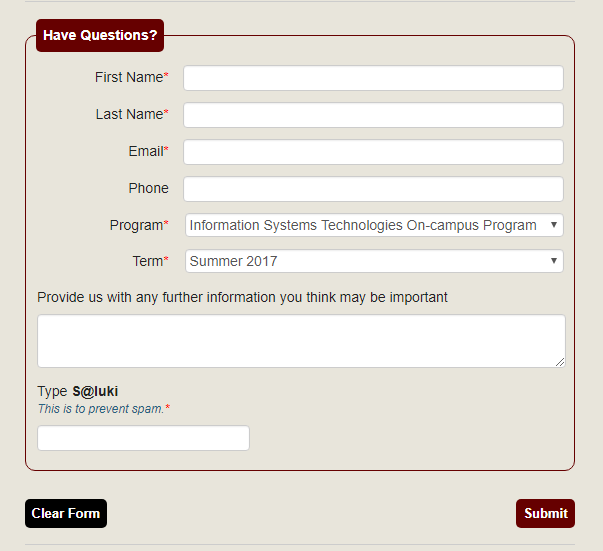 Have Questions?
First Name*
Last Name*
Email*
Phone
Program* Information Systems Technologies On-campus Program
Term* Summer 2017
Provide us with any further information you think may be important
Type S@luki
This is to prevent spam.*
Clear Form Submit